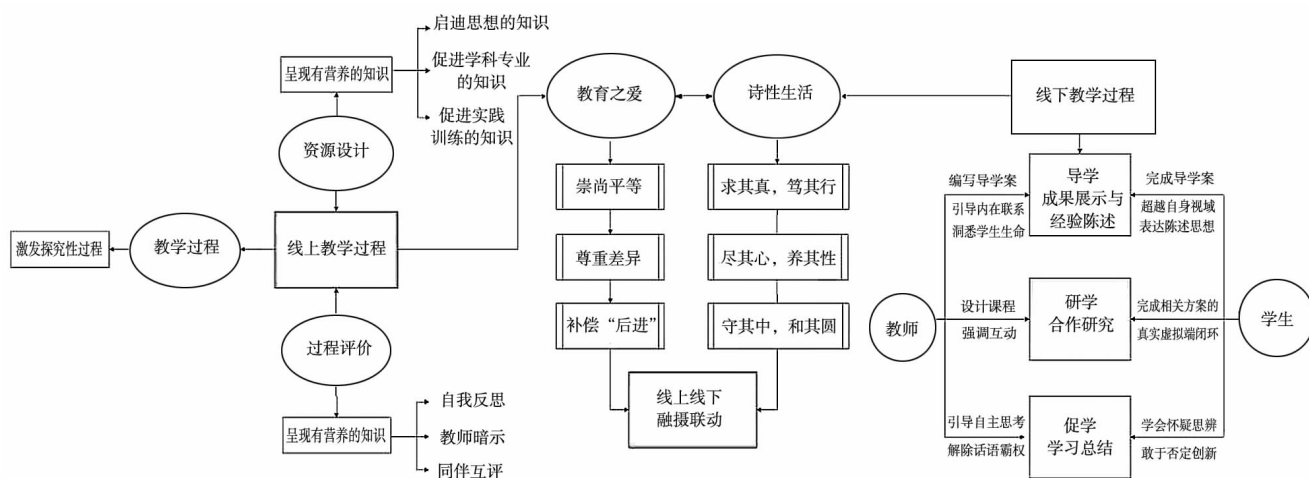 启迪思想的知识
呈现有营养的知识
促进学科专业
的知识
促进实践
训练的知识
资源设计
激发探究性过程
教学过程
线上教学过程
过程评价
呈现有营养的知识
自我反思
教师暗示
同伴互评
教育之爱
诗性生活
崇尚平等
求其真，笃其行
尊重差异
尽其心，养其性
补偿“后进”
守其中，和其圆
线上线下
融摄联动
线下教学过程
编写导学案
引导内在联系
洞悉学生生命
导学
成果展示与
经验陈述
完成导学案
超越自身视域
表达陈述思想
教师
设计课程
强调互动
研学
合作研究
完成相关方案的
真实虚拟端闭环
学生
引导自主思考
解除话语霸权
促学
学习总结
学会怀疑思辨
敢于否定创新